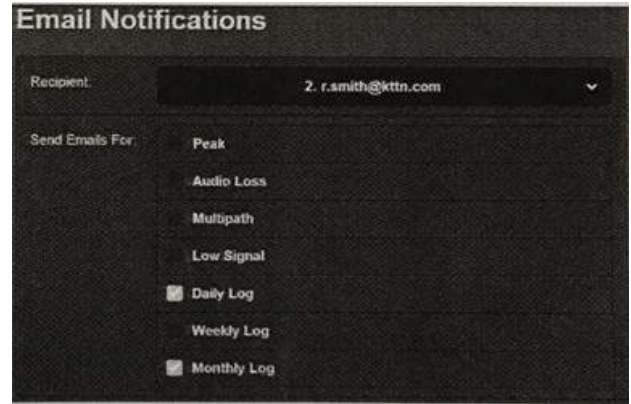 Email Notifications
Recipient: 2. r.smith@kttn.com
Send Emails For: Peak
Audio Loss
Multipath
Low Signal
Daily Log
Weekly Log
Monthly Log